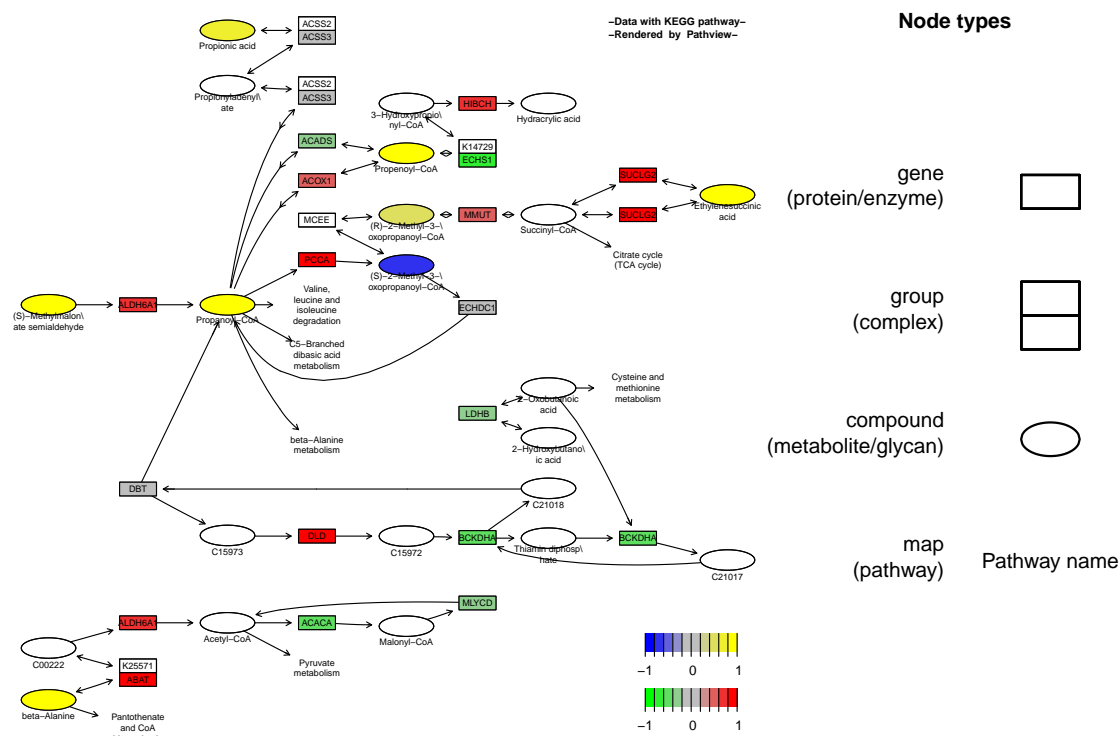 −Data with KEGG pathway−
−Rendered by Pathview−
Node types
ACSS2
ACSS3
Propionic acid
ACSS2
ACSS3
Propionyladenyl\
ate
HIBCH
3−Hydroxypropio\
nyl−CoA
Hydracrylic acid
ACADS
K14729
ECHS1
Propenoyl−CoA
ACOX1
SUCLG2
Ethylenesuccinic
acid
gene
(protein/enzyme)
MCEE
(R)−2−Methyl−3−\
oxopropanoyl−CoA
MMUT
Succinyl−CoA
SUCLG2
Citrate cycle
(TCA cycle)
PCCA
(S)−2−Methyl−3−\
oxopropanoyl−CoA
Valine,
leucine and
isoleucine
degradation
(S)−Methylmalon\
ate semialdehyde
ALDH6A1
Propanoyl−CoA
ECHDC1
group
(complex)
C5−Branched
dibasic acid
metabolism
Cysteine and
methionine
metabolism
2−Oxobutanoic
acid
LDHB
2−Hydroxybutano\
ic acid
beta−Alanine
metabolism
compound
(metabolite/glycan)
DBT
C21018
C15973
DLD
C15972
BCKDHA
Thiamin diphosp\
hate
BCKDHA
C21017
map
(pathway)
Pathway name
MLYCD
ALDH6A1
Acetyl−CoA
ACACA
Malonyl−CoA
C00222
K25571
ABAT
Pyruvate
metabolism
beta−Alanine
Pantothenate
and CoA
−1 0 1
−1 0 1